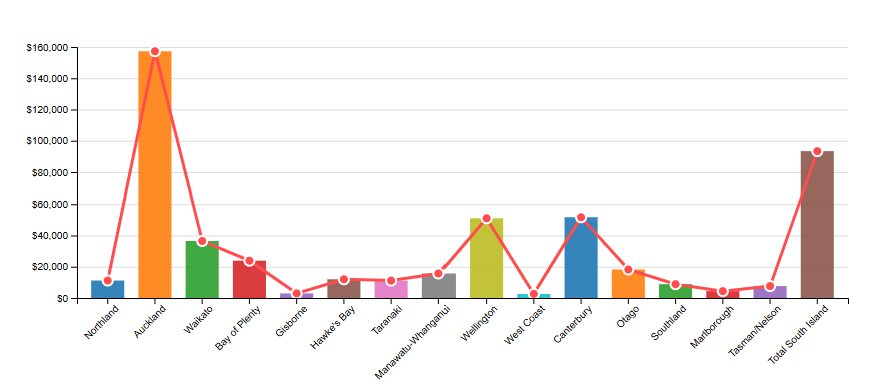 $160,000
$140,000
$120,000
$100,000
$80,000
$60,000
$40,000
$20,000
$0
Northland
Auckland
Waikato
Bay of Plenty
Gisborne
Hawke's Bay
Taranaki
Manawatu-Whanganui
Wellington
West Coast
Canterbury
Otago
Southland
Marlborough
Tasman/Nelson
Total South Island